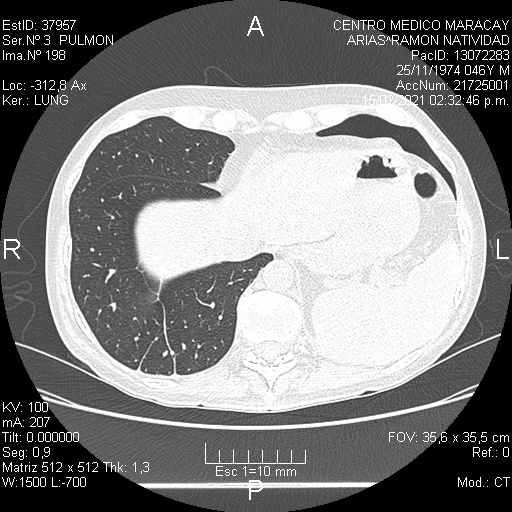 EstID: 37957
Ser.Nº 3 PULMON
Ima.Nº 198
Loc: -312,8 Ax
Ker.: LUNG
A
CENTRO MEDICO MARACAY
ARIAS^RAMON NATIVIDAD
PacID: 13072283
25/11/1974 046Y M
AccNum: 21725001
15/02/2021 02:32:46 p.m.
R
L
KV: 100
mA: 207
Tilt: 0.000000
Seg: 0,9
Matriz 512 x 512 Thk: 1,3
W:1500 L:-700
Esc 1=10 mm
P
FOV: 35,6 x 35,5 cm
Ref.: 0
Mod.: CT